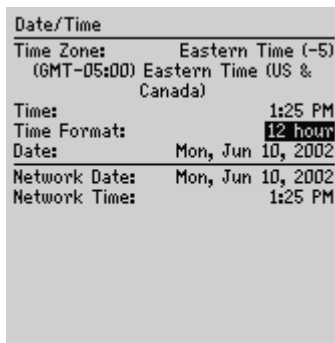 Date/Time
Time Zone: Eastern Time (-5)
(GMT-05:00) Eastern Time (US &
Canada)
Time: 1:25 PM
Time Format: 12 hour
Date: Mon, Jun 10, 2002
Network Date: Mon, Jun 10, 2002
Network Time: 1:25 PM